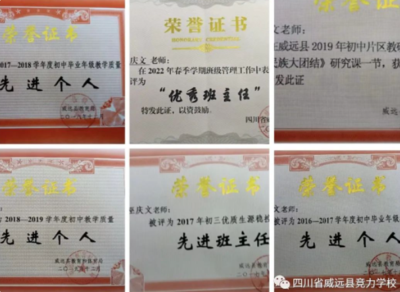 荣誉证书
2017—2018学年度初中毕业年级教学质量
先进个人
荣誉证书
庆文 老师：
在2022年春季学期班级管理工作中表
评为
“优秀班主任”
特发此证，以资鼓励。
四川省威
文老师：
威远县2019年初中片区教研
民族大团结》研究课一节，获
发此证
威远
荣誉证书
2018—2019学年度初中教学质量
先进个人
荣誉证书
庆文老师：
被评为2017年初三优质生源
先进班主任
荣誉证书
文老师：
被评为2016—2017学年度初中毕业年
先进个人
四川省威远县竞力学校